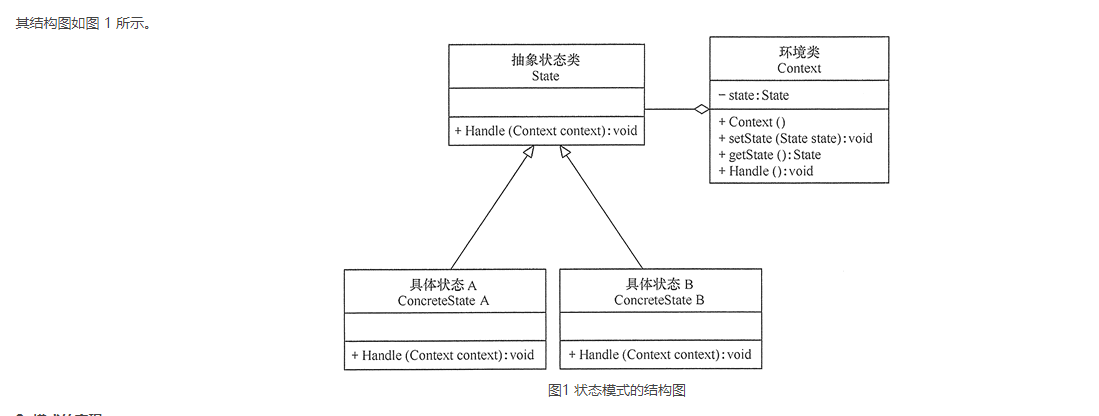 其结构图如图 1 所示。
抽象状态类
State
+ Handle (Context context) : void
环境类
Context
− state : State
+ Context ()
+ setState (State state) : void
+ getState () : State
+ Handle () : void
具体状态 A
ConcreteState A
+ Handle (Context context) : void
具体状态 B
ConcreteState B
+ Handle (Context context) : void
图1 状态模式的结构图